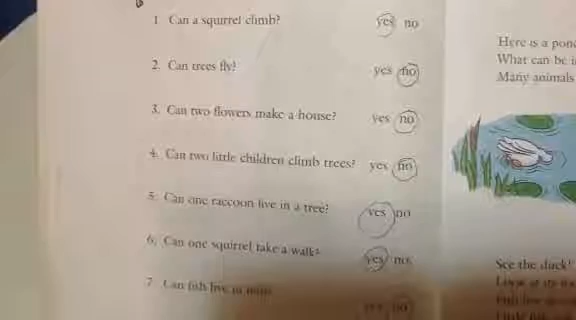 1. Can a squirrel climb? yes no
2. Can trees fly? yes no
3. Can two flowers make a house? yes no
4. Can two little children climb trees? yes no
5. Can one raccoon live in a tree? yes no
6. Can one squirrel take a walk? yes no
7. Can fish live in
Here is a pond
What can be
Many animals
See the duck